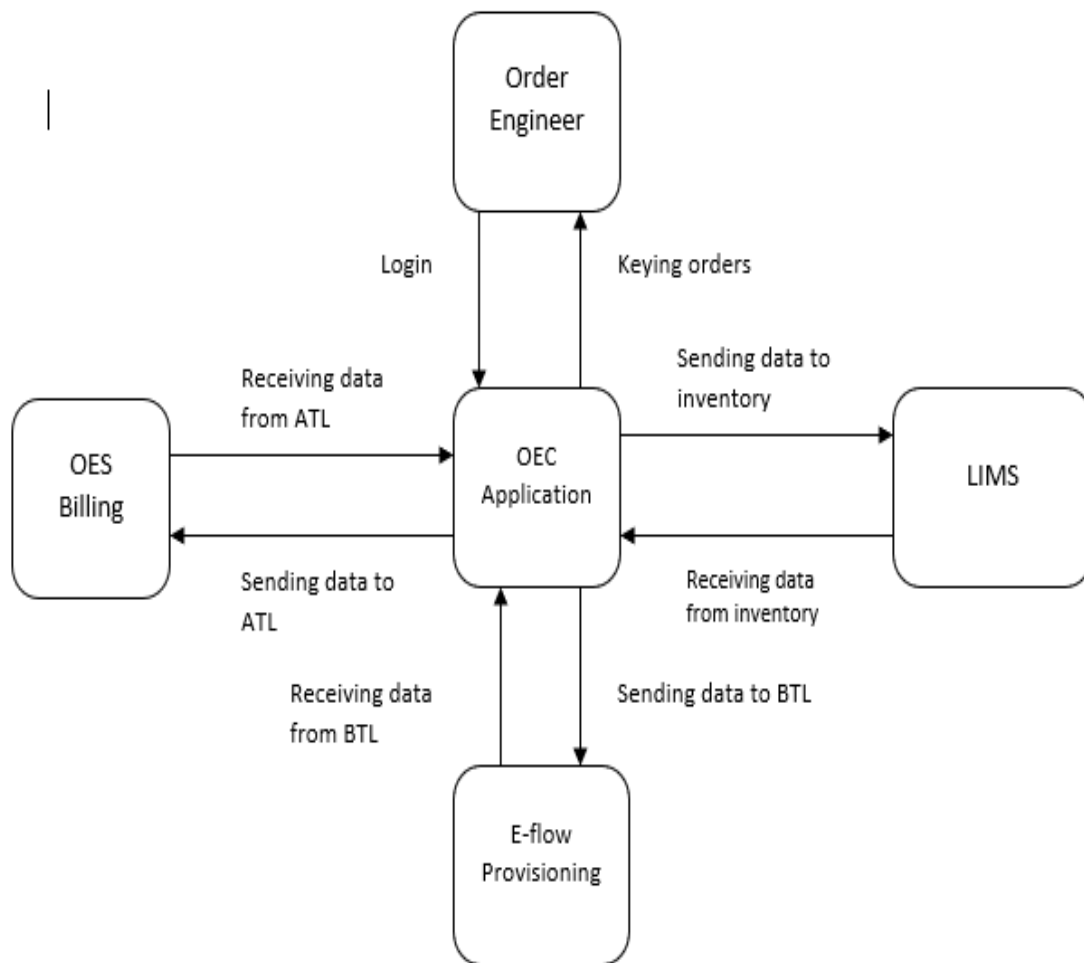 Order
Engineer
Login
Keying orders
Sending data to
inventory
Receiving data
from ATL
OES
Billing
OEC
Application
LIMS
Sending data to
ATL
Receiving data
from inventory
Receiving data
from BTL
Sending data to BTL
E-flow
Provisioning